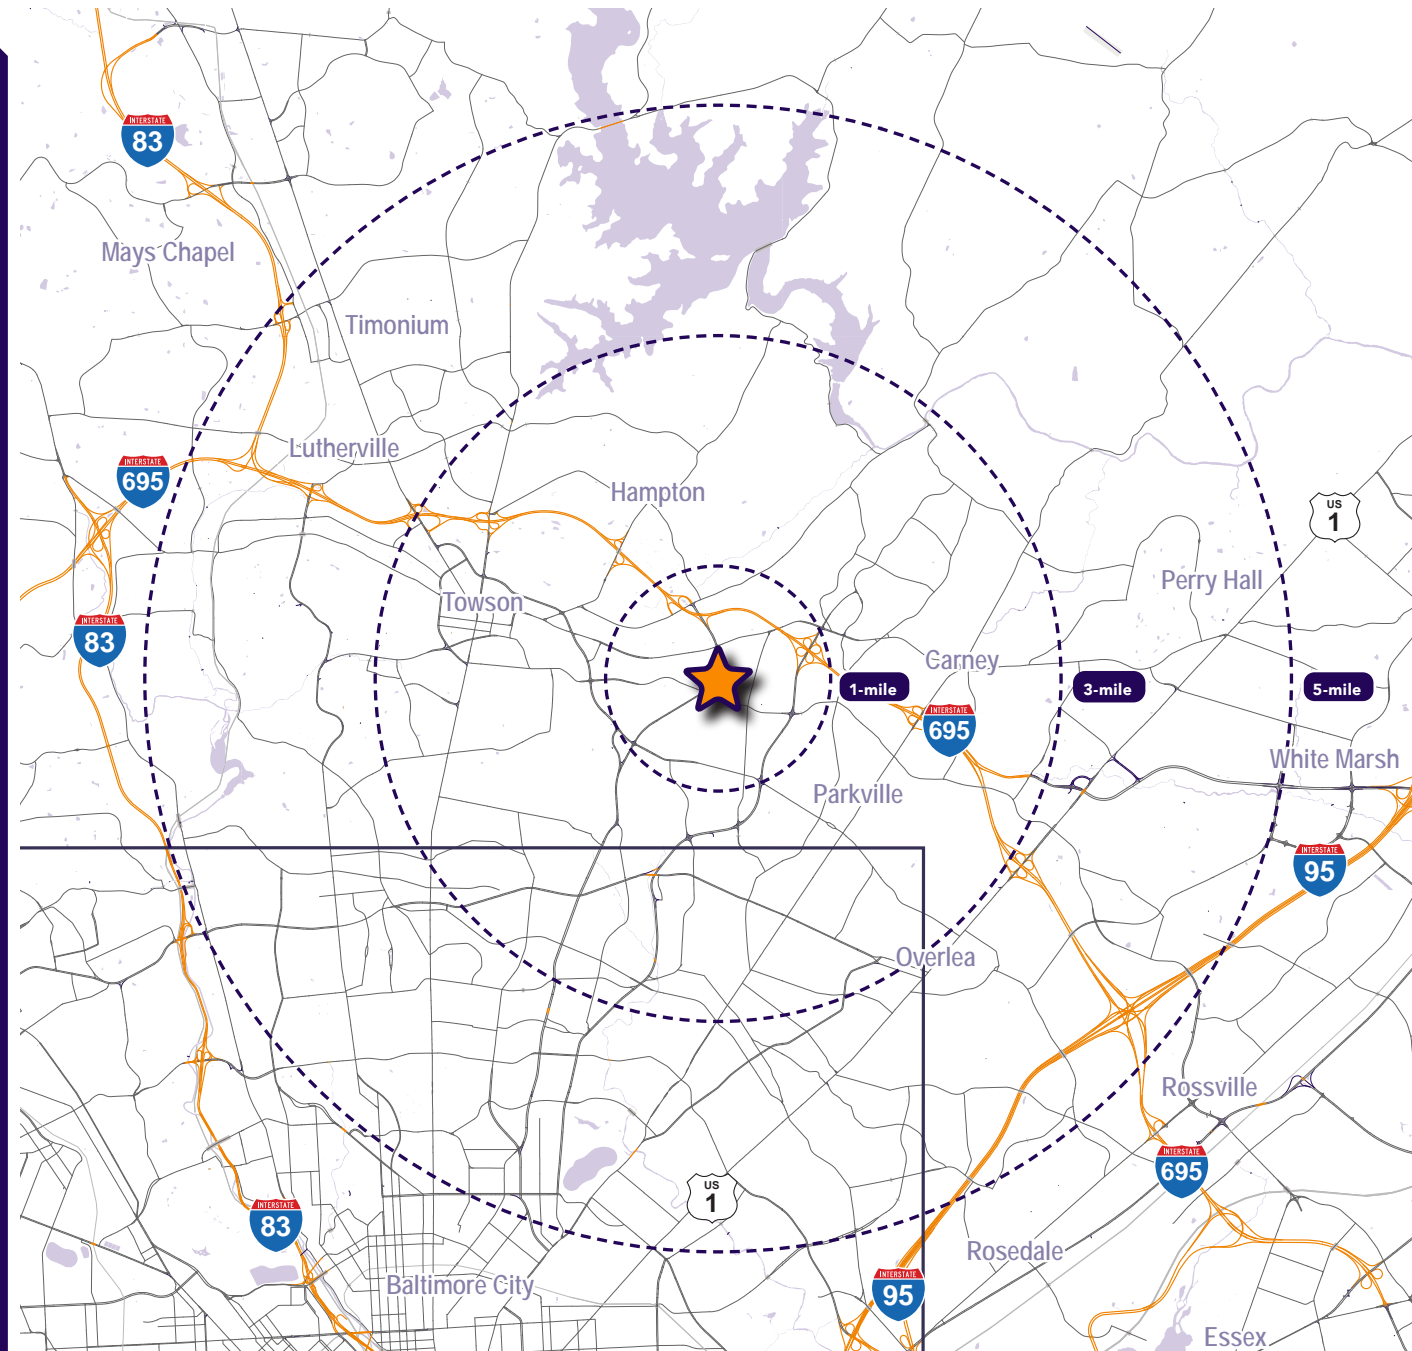 INTERSTATE
83
Mays Chapel
Timonium
Lutherville
INTERSTATE
695
Hampton
US
1
Perry Hall
Towson
INTERSTATE
83
Carney
1-mile
3-mile
5-mile
INTERSTATE
695
White Marsh
Parkville
INTERSTATE
95
Overlea
Rossville
INTERSTATE
695
US
1
INTERSTATE
83
Rosedale
Baltimore City
INTERSTATE
95
Essex